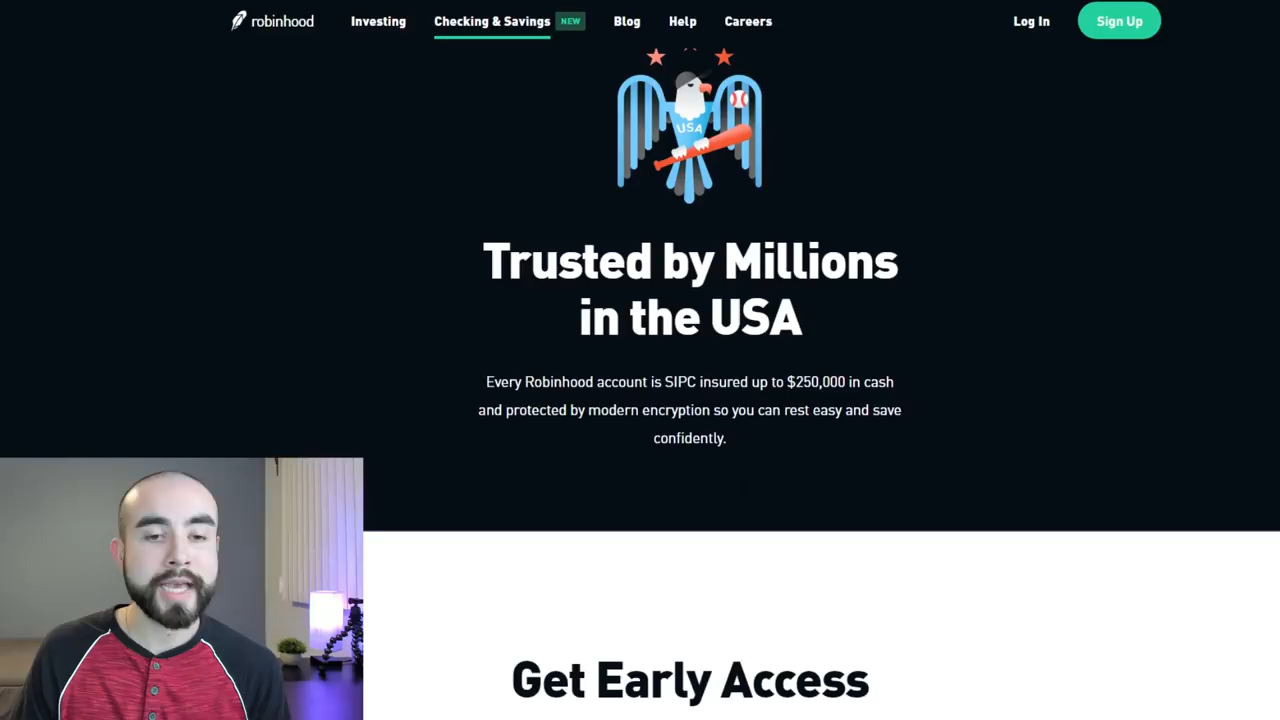 robinhood Investing Checking & Savings NEW Blog Help Careers Log In Sign Up
USA
Trusted by Millions
in the USA
Every Robinhood account is SIPC insured up to $250,000 in cash
and protected by modern encryption so you can rest easy and save
confidently.
Get Early Access